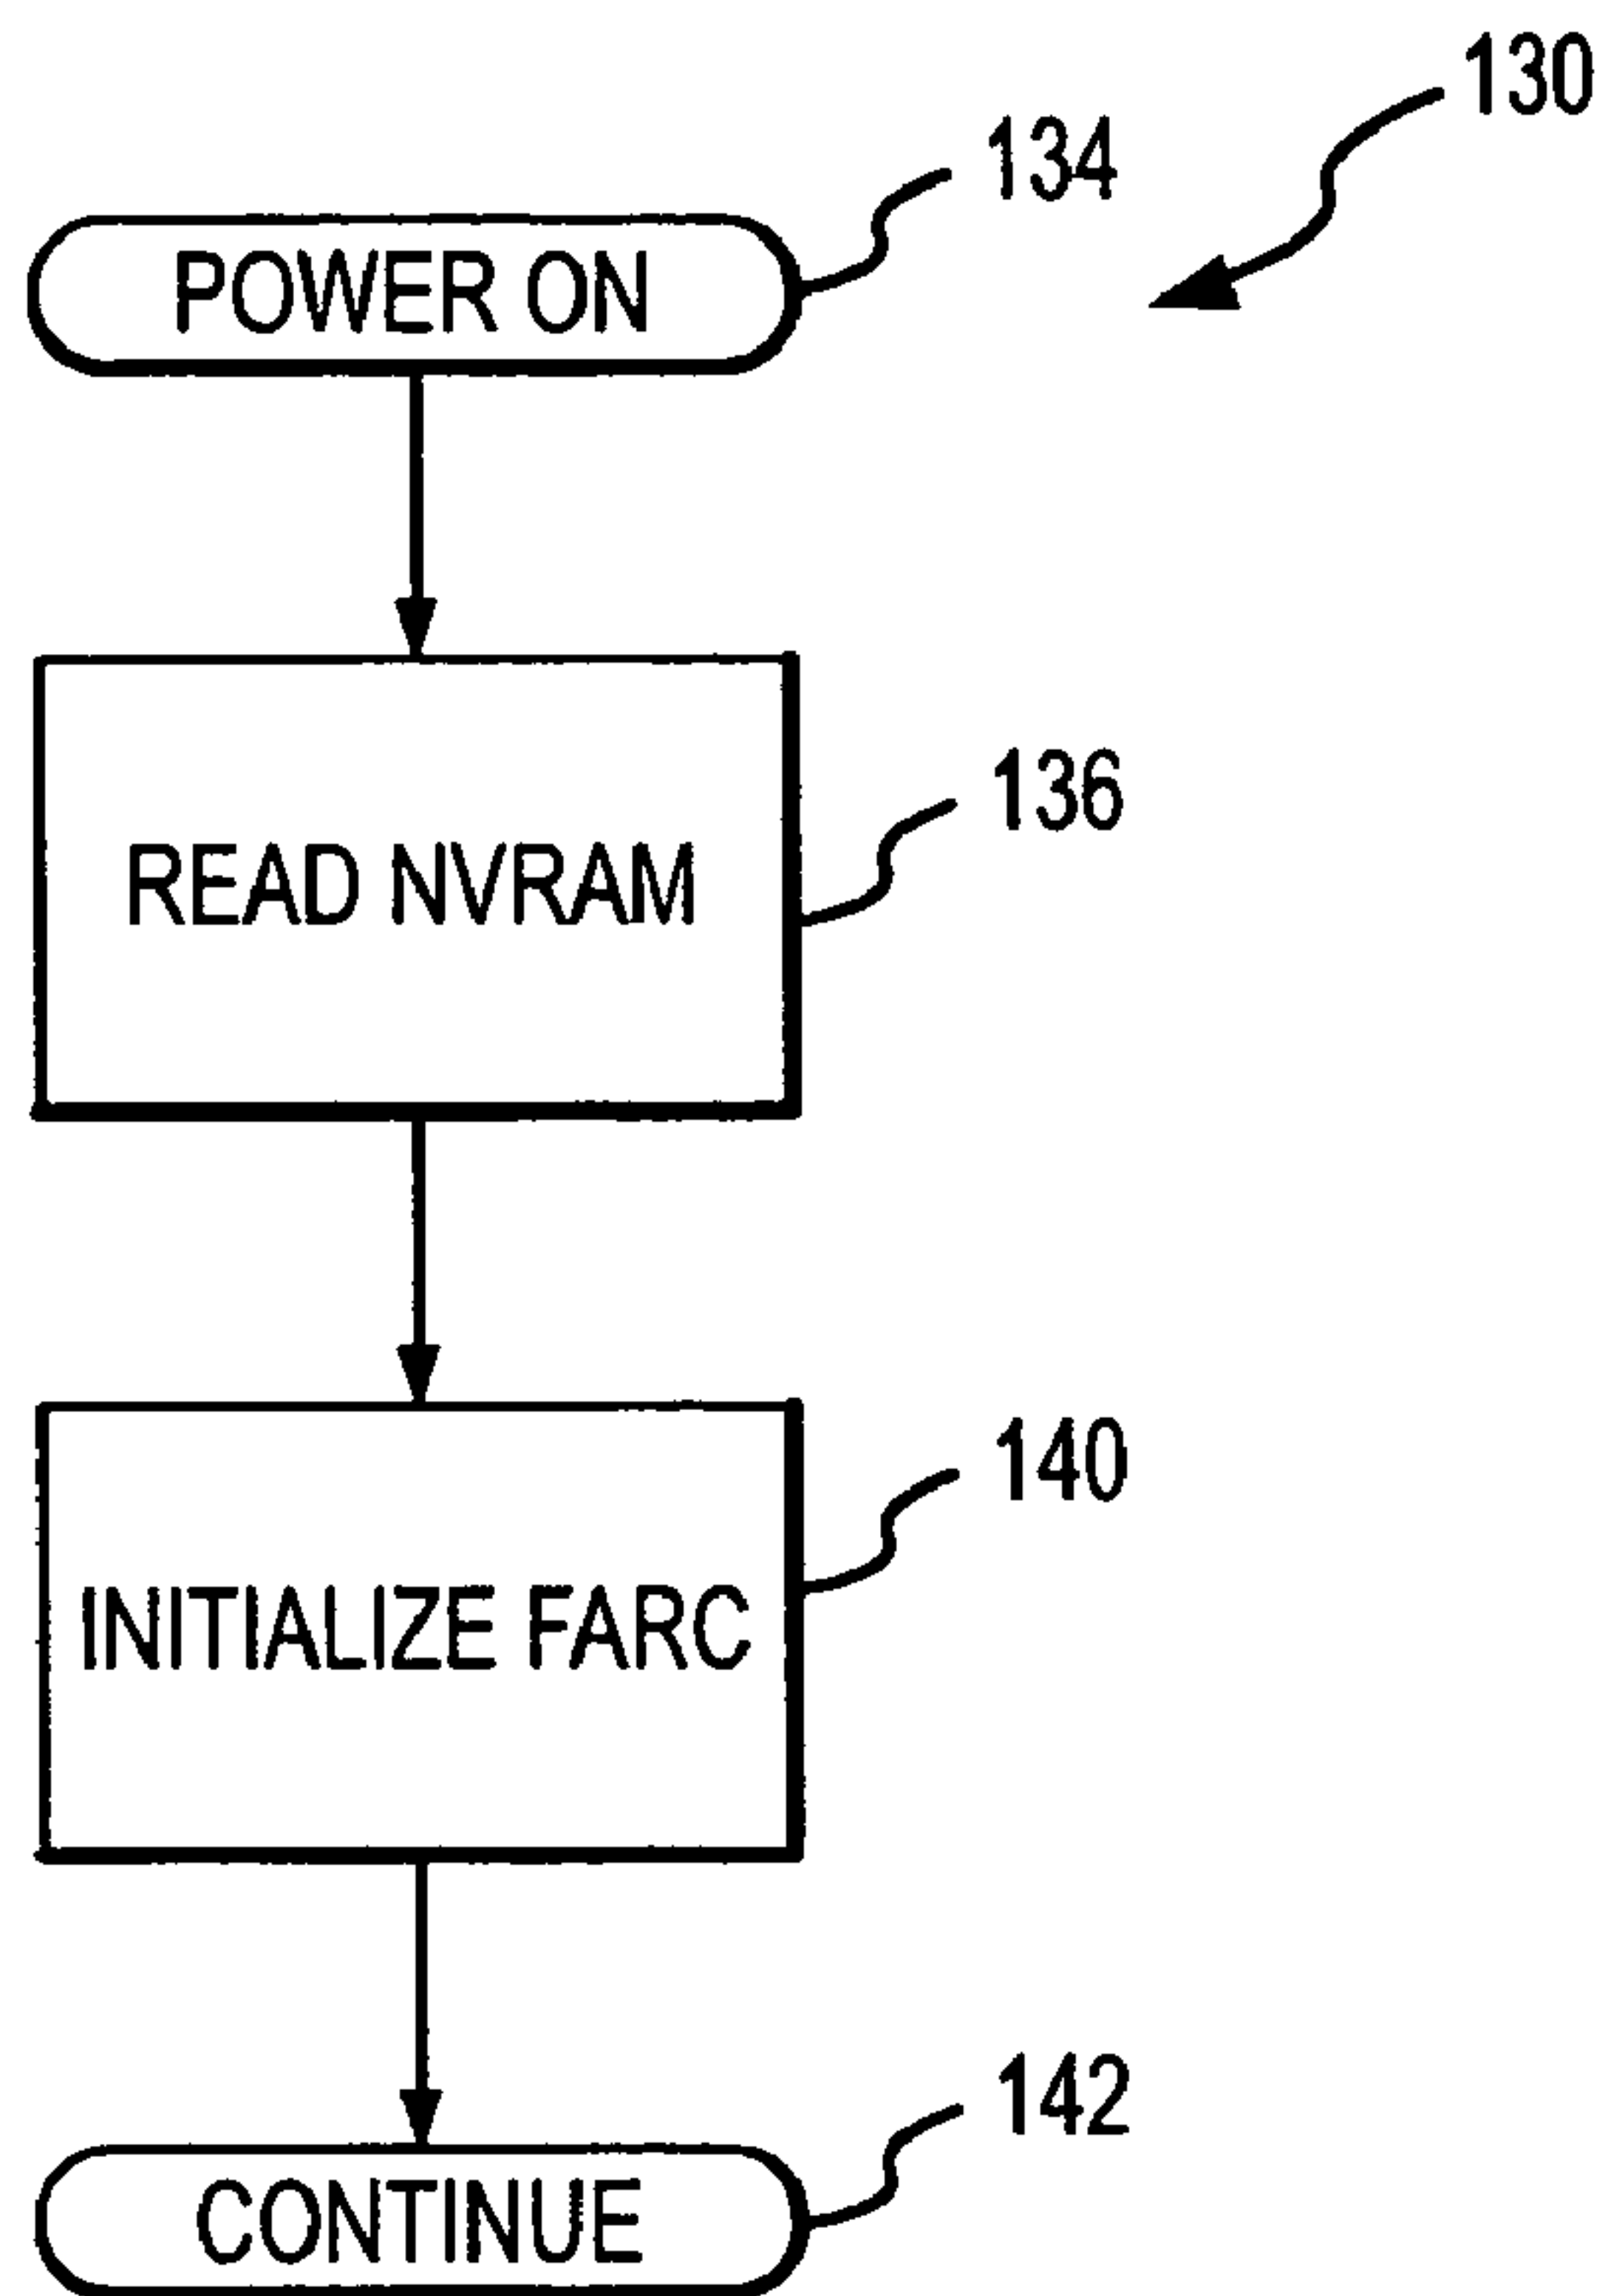 130
134
POWER ON
136
READ NVRAM
140
INITIALIZE FARC
142
CONTINUE